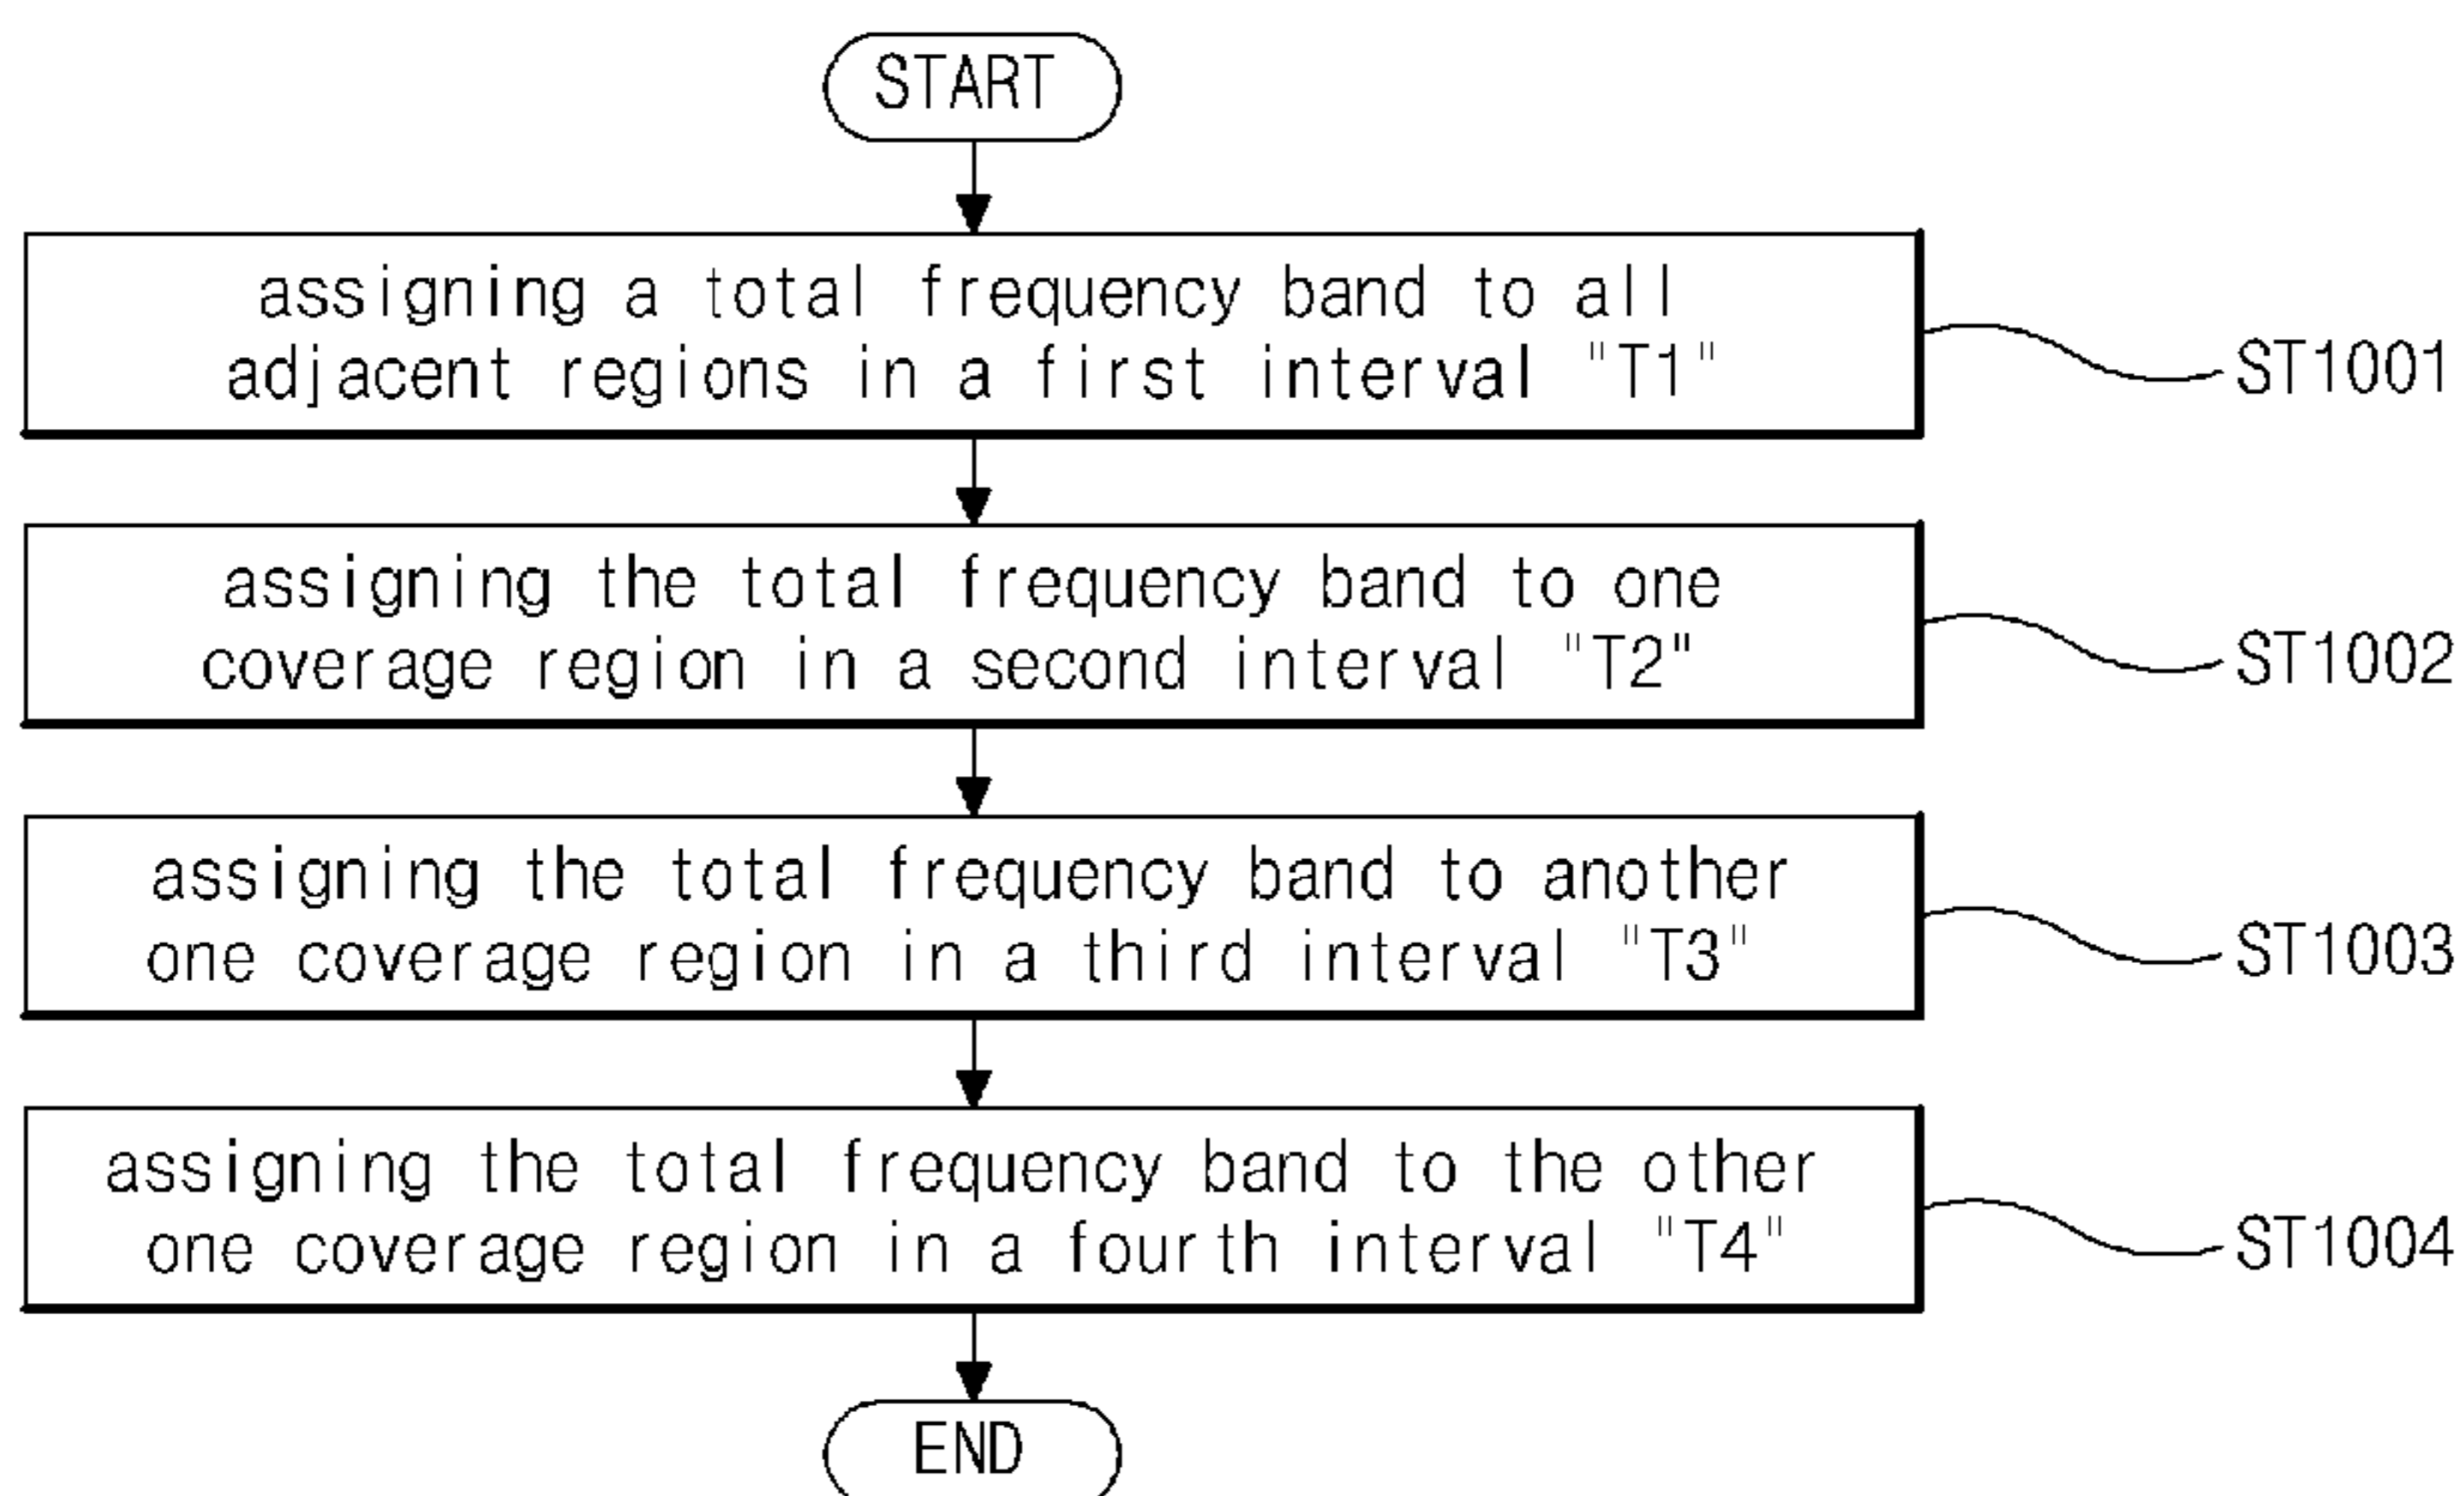 START
assigning a total frequency band to all
adjacent regions in a first interval "T1"
ST1001
assigning the total frequency band to one
coverage region in a second interval "T2"
ST1002
assigning the total frequency band to another
one coverage region in a third interval "T3"
ST1003
assigning the total frequency band to the other
one coverage region in a fourth interval "T4"
ST1004
END